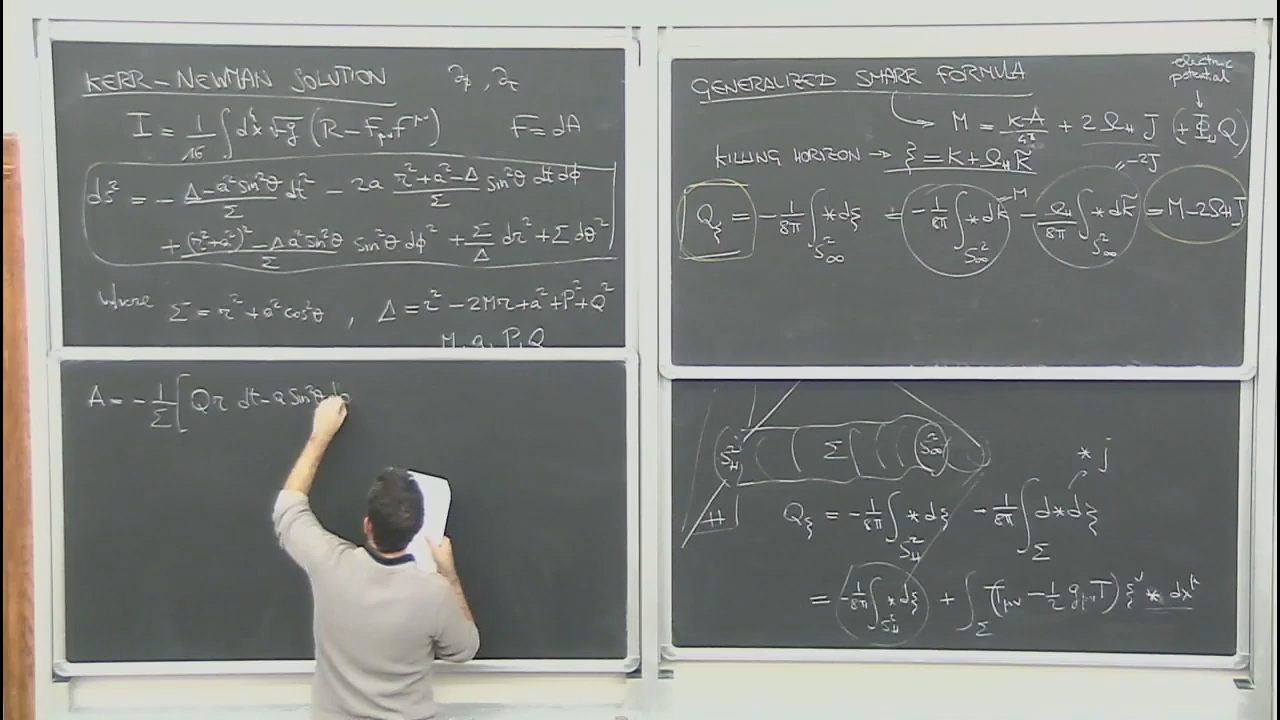 KERR-NEWMAN SOLUTION ∂_φ, ∂_t
I = 1/16 ∫ d⁴x √g (R - F_μν F^μν) F = dA
ds² = - (Δ - a² sin²θ)/Σ dt² - 2a (r² + a² - Δ)/Σ sin²θ dt dφ
+ ((r² + a²)² - Δ a² sin²θ)/Σ sin²θ dφ² + Σ/Δ dr² + Σ dθ²
where Σ = r² + a² cos²θ , Δ = r² - 2Mr + a² + P² + Q²
M, a, P, Q
A = - 1/Σ [ Qr dt - a sin²θ dφ
GENERALIZED SMARR FORMULA
electric potential
↓
→ M = κA/4π + 2 Ω_H J (+ Φ_H Q)
KILLING HORIZON → ξ = K + Ω_H K̃
-2J
M
Q_ξ = - 1/8π ∫_{S²_∞} * dξ = - 1/8π ∫_{S²_∞} * dk - Ω_H/8π ∫_{S²_∞} * dk̃ = M - 2Ω_H J
S²_H Σ S²_∞
H
* j
Q_ξ = - 1/8π ∫_{S²_H} * dξ - 1/8π ∫_Σ d * dξ
= - 1/8π ∫_{S²_H} * dξ + ∫_Σ (T_μν - 1/2 g_μν T) ξ^ν * dx^μ